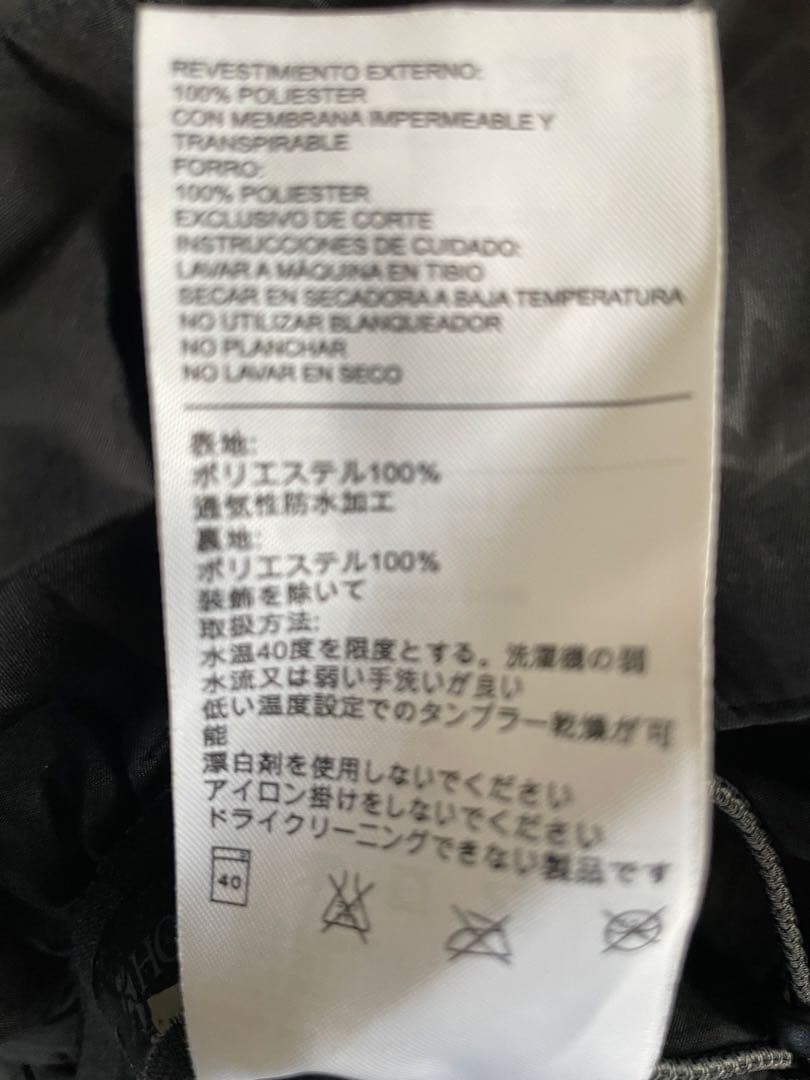 REVESTIMIENTO EXTERNO:
100% POLIESTER
CON MEMBRANA IMPERMEABLE Y
TRANSPIRABLE
FORRO:
100% POLIESTER
EXCLUSIVO DE CORTE
INSTRUCCIONES DE CUIDADO:
LAVAR A MÁQUINA EN TIBIO
SECAR EN SECADORA A BAJA TEMPERATURA
NO UTILIZAR BLANQUEADOR
NO PLANCHAR
NO LAVAR EN SECO
表地:
ポリエステル100%
通気性防水加工
裏地:
ポリエステル100%
装飾を除いて
取扱方法:
水温40度を限度とする。洗濯機の弱
水流又は弱い手洗いが良い
低い温度設定でのタンブラー乾燥が可
能
漂白剤を使用しないでください
アイロン掛けをしないでください
ドライクリーニングできない製品です
40